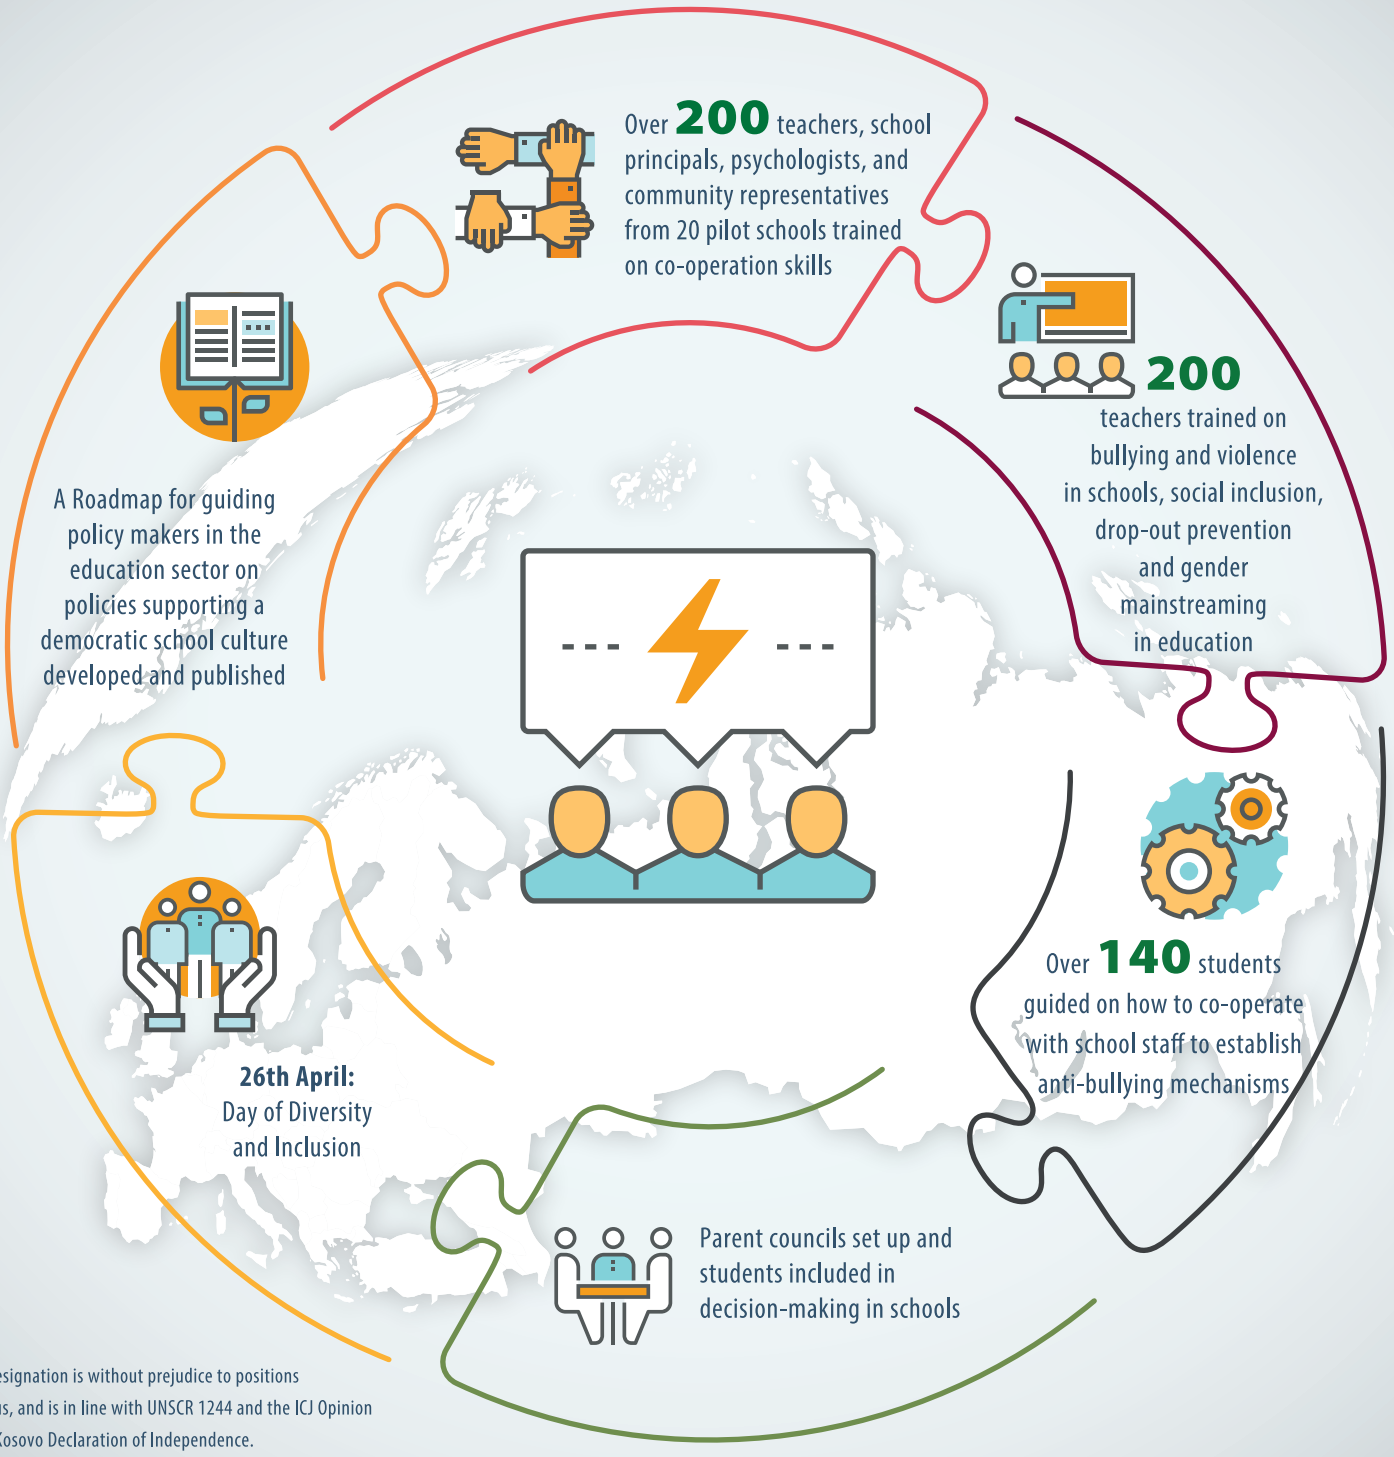 Over 200 teachers, school
principals, psychologists, and
community representatives
from 20 pilot schools trained
on co-operation skills
200
teachers trained on
bullying and violence
in schools, social inclusion,
drop-out prevention
and gender
mainstreaming
in education
A Roadmap for guiding
policy makers in the
education sector on
policies supporting a
democratic school culture
developed and published
Over 140 students
guided on how to co-operate
with school staff to establish
anti-bullying mechanisms
26th April:
Day of Diversity
and Inclusion
Parent councils set up and
students included in
decision-making in schools
is without prejudice to positions
and is in line with UNSCR 1244 and the ICJ Opinion
Kosovo Declaration of Independence.